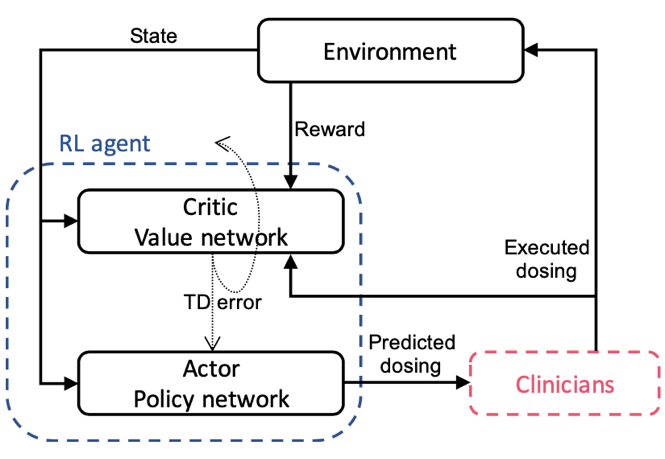 State
Environment
Reward
RL agent
Critic
Value network
Executed
dosing
TD error
Predicted
dosing
Actor
Policy network
Clinicians